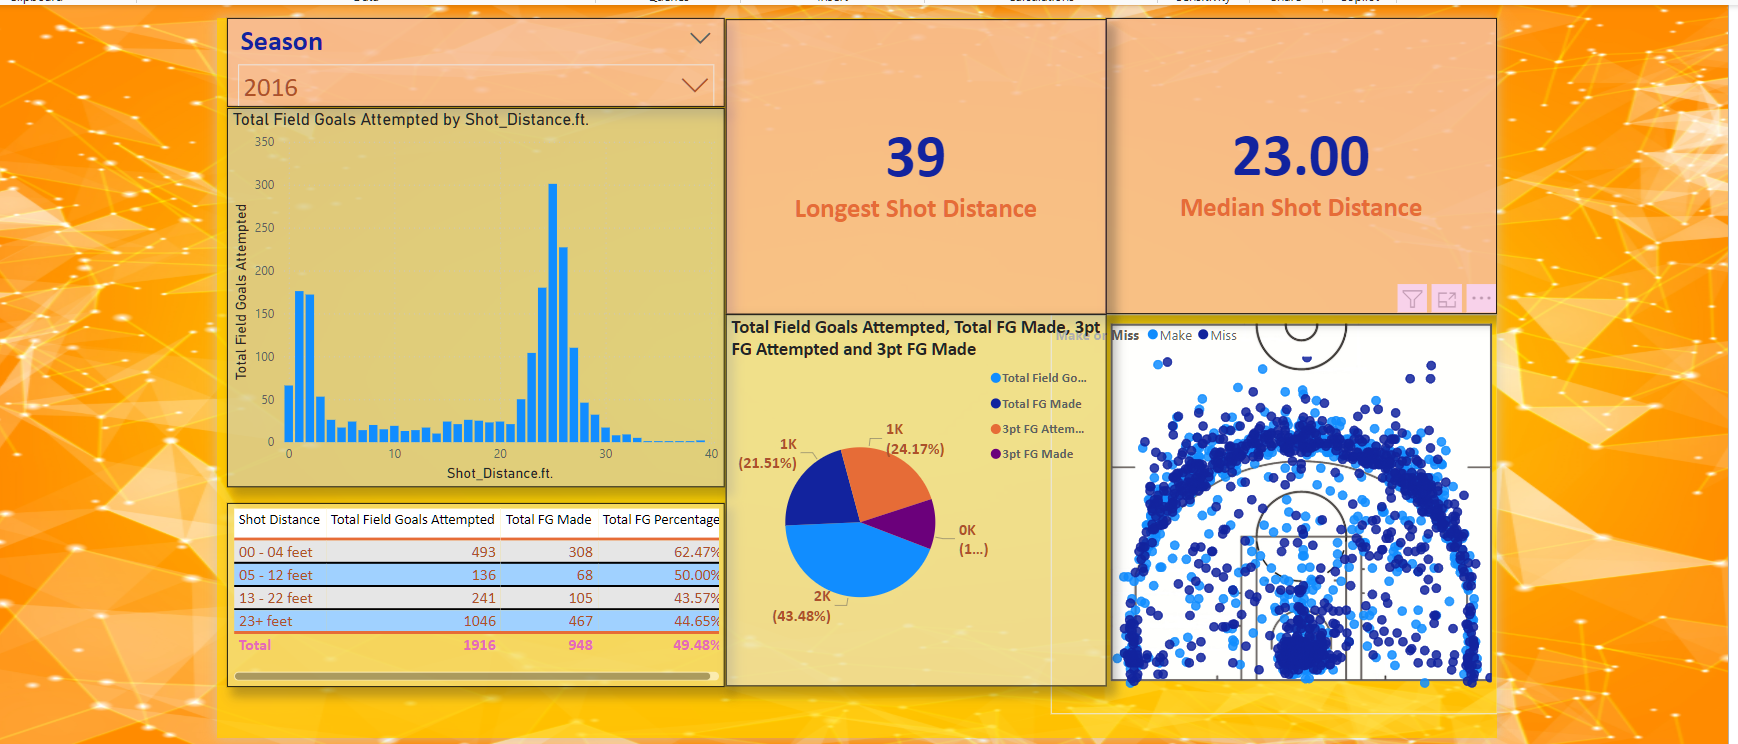 Season
2016
Total Field Goals Attempted by Shot_Distance.ft.
Total Field Goals Attempted
350
300
250
200
150
100
50
0
0 10 20 30 40
Shot_Distance.ft.
39
Longest Shot Distance
23.00
Median Shot Distance
Shot Distance Total Field Goals Attempted Total FG Made Total FG Percentage
00 - 04 feet 493 308 62.47%
05 - 12 feet 136 68 50.00%
13 - 22 feet 241 105 43.57%
23+ feet 1046 467 44.65%
Total 1916 948 49.48%
Total Field Goals Attempted, Total FG Made, 3pt
FG Attempted and 3pt FG Made
Total Field Go...
Total FG Made
3pt FG Attem...
3pt FG Made
1K
(24.17%)
1K
(21.51%)
0K
(1...)
2K
(43.48%)
Make or Miss Make Miss